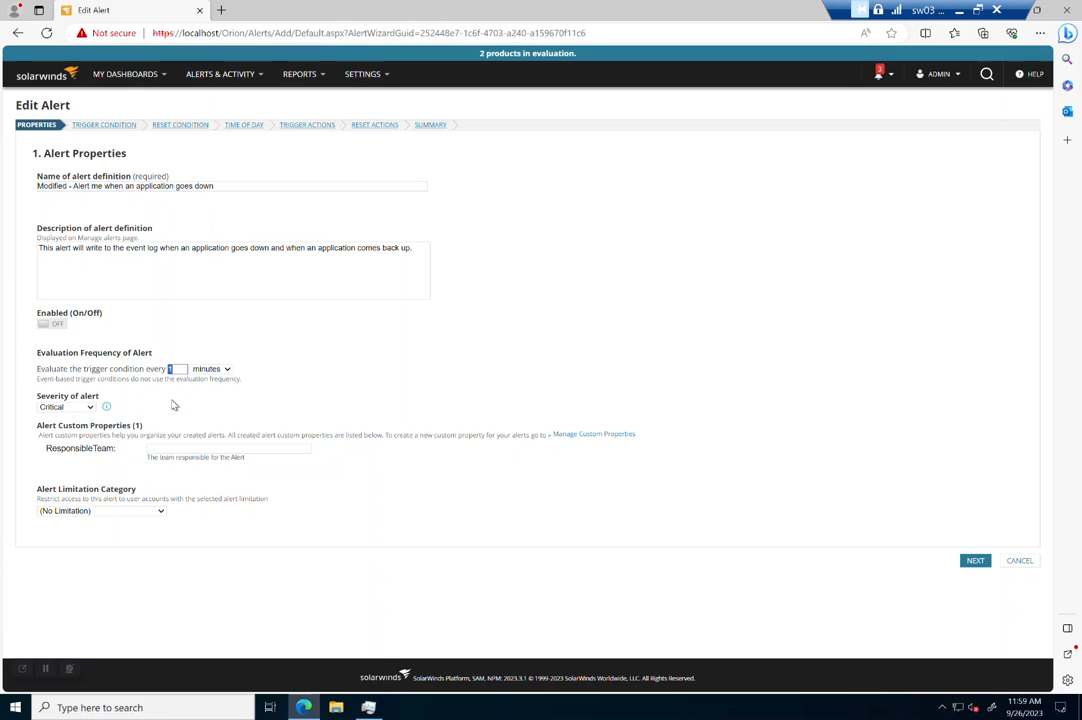 Edit Alert
sw03 ...
Not secure
https://localhost/Orion/Alerts/Add/Default.aspx?AlertWizardGuid=252448e7-1c6f-4703-a240-a159670f11c6
2 products in evaluation.
solarwinds
MY DASHBOARDS
ALERTS & ACTIVITY
REPORTS
SETTINGS
3
ADMIN
HELP
Edit Alert
PROPERTIES
TRIGGER CONDITION
RESET CONDITION
TIME OF DAY
TRIGGER ACTIONS
RESET ACTIONS
SUMMARY
1. Alert Properties
Name of alert definition (required)
Modified - Alert me when an application goes down
Description of alert definition
Displayed on Manage alerts page.
This alert will write to the event log when an application goes down and when an application comes back up.
Enabled (On/Off)
OFF
Evaluation Frequency of Alert
Evaluate the trigger condition every 1 minutes
Event-based trigger conditions do not use the evaluation frequency.
Severity of alert
Critical
Alert Custom Properties (1)
Alert custom properties help you organize your created alerts. All created alert custom properties are listed below. To create a new custom property for your alerts go to » Manage Custom Properties
ResponsibleTeam:
The team responsible for the Alert
Alert Limitation Category
Restrict access to this alert to user accounts with the selected alert limitation
(No Limitation)
NEXT
CANCEL
solarwinds SolarWinds Platform, SAM, NPM: 2023.3.1 © 1999-2023 SolarWinds Worldwide, LLC. All Rights Reserved.
Type here to search
11:59 AM
9/26/2023